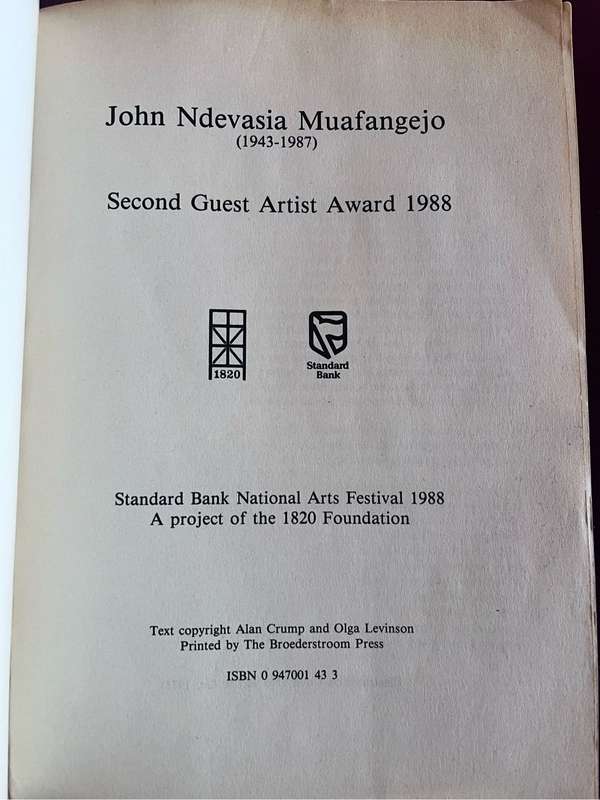 John Ndevasia Muafangejo
(1943-1987)
Second Guest Artist Award 1988
1820
Standard
Bank
Standard Bank National Arts Festival 1988
A project of the 1820 Foundation
Text copyright Alan Crump and Olga Levinson
Printed by The Broederstroom Press
ISBN 0 947001 43 3